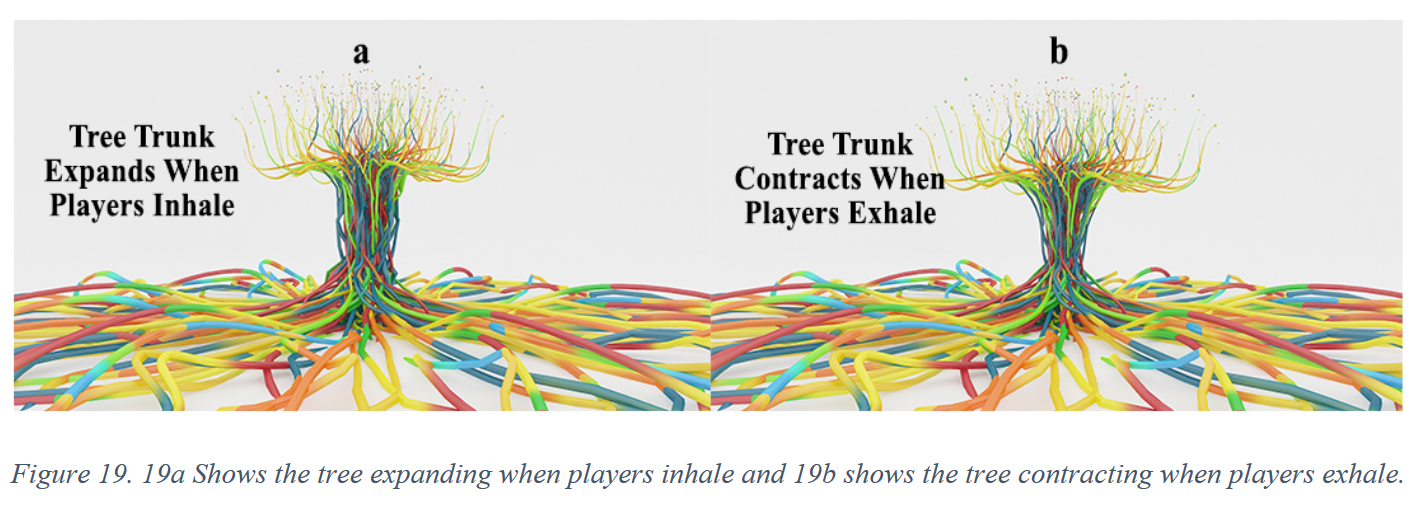 a
Tree Trunk
Expands When
Players Inhale
b
Tree Trunk
Contracts When
Players Exhale
Figure 19. 19a Shows the tree expanding when players inhale and 19b shows the tree contracting when players exhale.